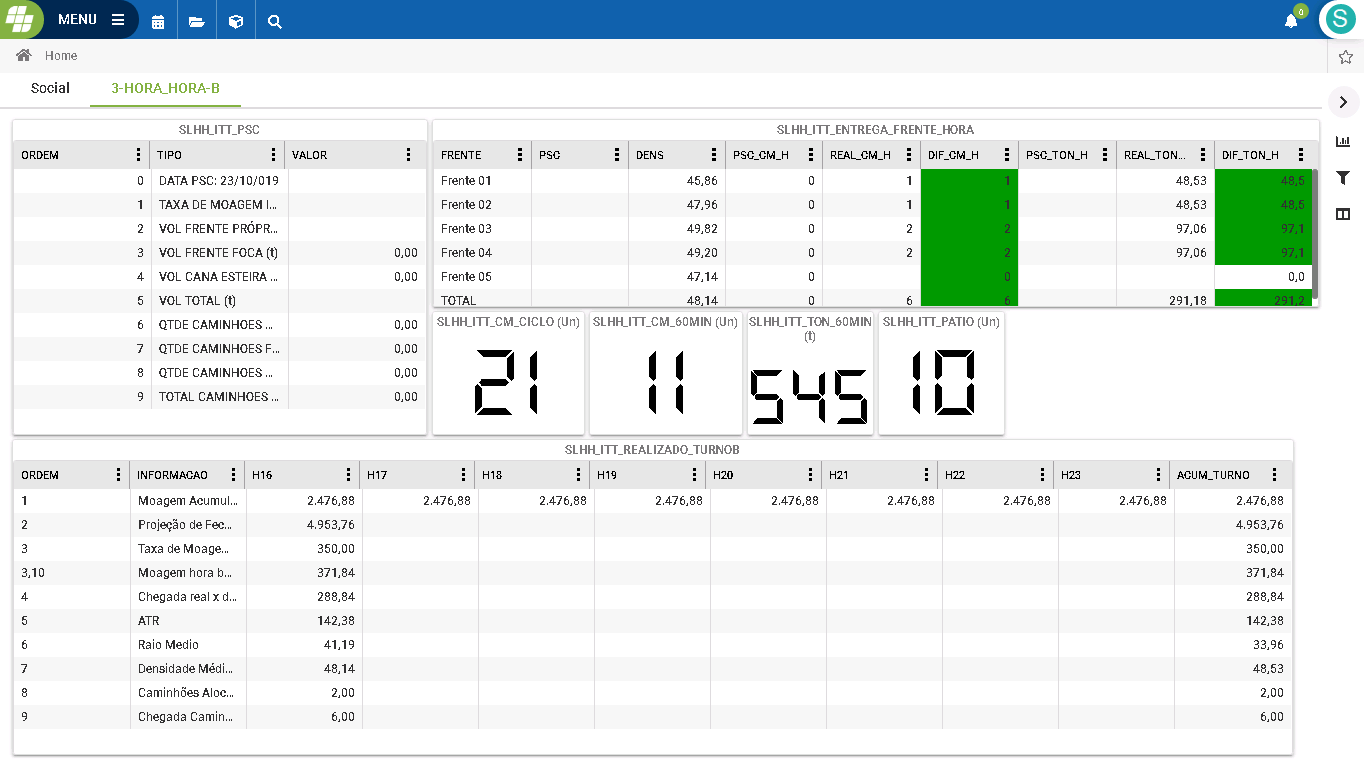 MENU
0
S
Home
Social 3-HORA_HORA-B
SLHH_ITT_PSC
ORDEM TIPO VALOR
0 DATA PSC: 23/10/019
1 TAXA DE MOAGEM I...
2 VOL FRENTE PRÓPR...
3 VOL FRENTE FOCA (t) 0,00
4 VOL CANA ESTEIRA ... 0,00
5 VOL TOTAL (t)
6 QTDE CAMINHOES ... 0,00
7 QTDE CAMINHOES F... 0,00
8 QTDE CAMINHOES ... 0,00
9 TOTAL CAMINHOES ... 0,00
SLHH_ITT_ENTREGA_FRENTE_HORA
FRENTE PSC DENS PSC_CM_H REAL_CM_H DIF_CM_H PSC_TON_H REAL_TON... DIF_TON_H
Frente 01 45,86 0 1 1 48,53 48,5
Frente 02 47,96 0 1 1 48,53 48,5
Frente 03 49,82 0 2 2 97,06 97,1
Frente 04 49,20 0 2 2 97,06 97,1
Frente 05 47,14 0 0 0,0
TOTAL 48,14 0 6 6 291,18 291,2
SLHH_ITT_CM_CICLO (Un)
21
SLHH_ITT_CM_60MIN (Un)
11
SLHH_ITT_TON_60MIN
(t)
545
SLHH_ITT_PATIO (Un)
10
SLHH_ITT_REALIZADO_TURNOB
ORDEM INFORMACAO H16 H17 H18 H19 H20 H21 H22 H23 AGUM_TURNO
1 Moagem Acumul... 2.476,88 2.476,88 2.476,88 2.476,88 2.476,88 2.476,88 2.476,88 2.476,88 2.476,88
2 Projeção de Fec... 4.953,76 4.953,76
3 Taxa de Moage... 350,00 350,00
3,10 Moagem hora b... 371,84 371,84
4 Chegada real x d... 288,84 288,84
5 ATR 142,38 142,38
6 Raio Medio 41,19 33,96
7 Densidade Médi... 48,14 48,53
8 Caminhões Aloc... 2,00 2,00
9 Chegada Camin... 6,00 6,00